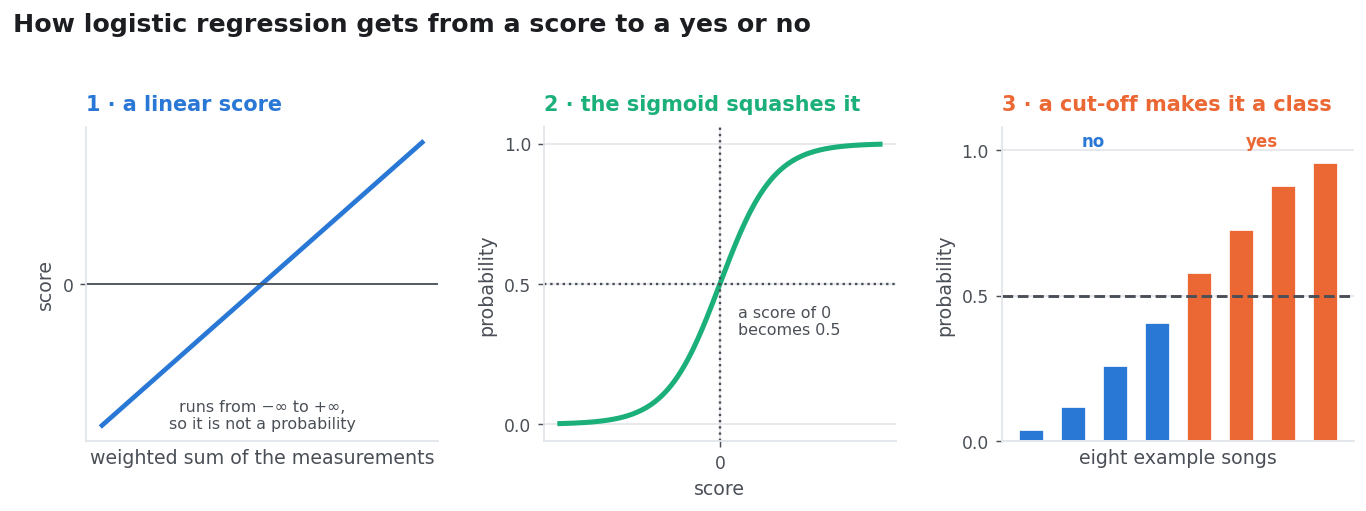 How logistic regression gets from a score to a yes or no
1 · a linear score
score
0
runs from −∞ to +∞,
so it is not a probability
weighted sum of the measurements
2 · the sigmoid squashes it
probability
1.0
0.5
0.0
a score of 0
becomes 0.5
0
score
3 · a cut-off makes it a class
probability
no yes
1.0
0.5
0.0
eight example songs